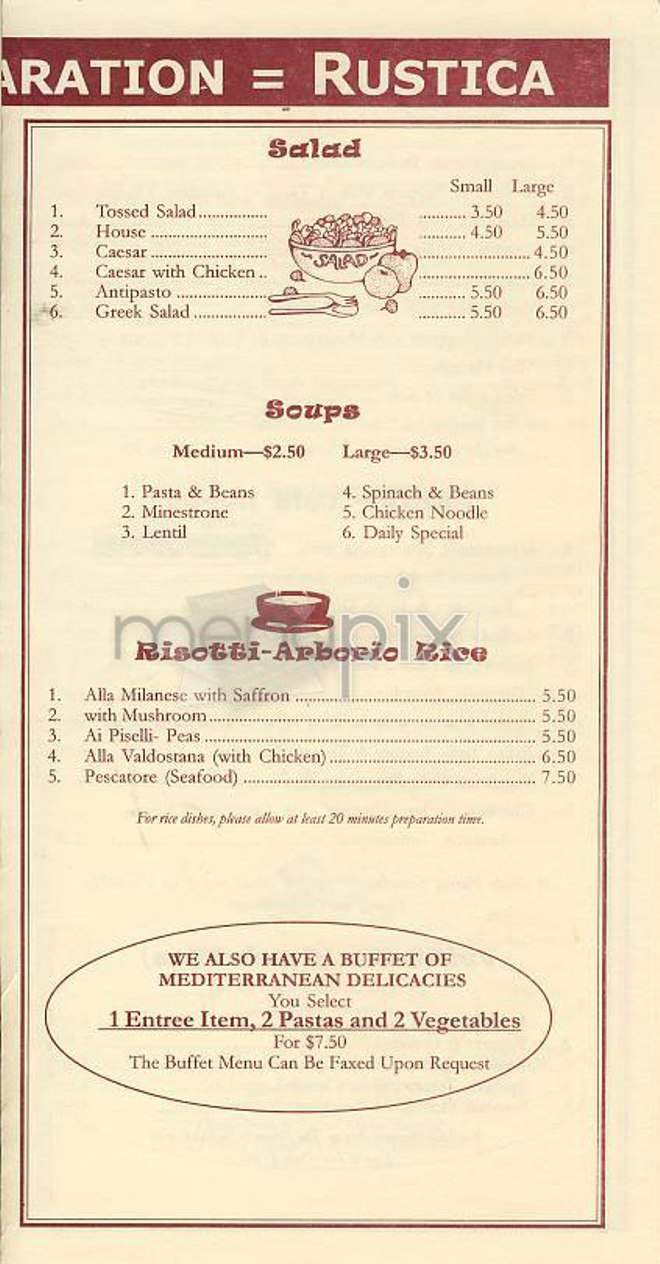 ARATION = RUSTICA
Salad
Small Large
1. Tossed Salad................ ........... 3.50 4.50
2. House ........................... ........... 4.50 5.50
3. Caesar ........................... ........................... 4.50
4. Caesar with Chicken .. ........................... 6.50
5. Antipasto ..................... ........... 5.50 6.50
6. Greek Salad ................. ........... 5.50 6.50
SALAD
Soups
Medium—$2.50 Large—$3.50
1. Pasta & Beans 4. Spinach & Beans
2. Minestrone 5. Chicken Noodle
3. Lentil 6. Daily Special
menupix
Risotti-Arborio Rice
1. Alla Milanese with Saffron ........................................................ 5.50
2. with Mushroom........................................................................ 5.50
3. Ai Piselli- Peas ......................................................................... 5.50
4. Alla Valdostana (with Chicken) ................................................ 6.50
5. Pescatore (Seafood) .................................................................. 7.50
For rice dishes, please allow at least 20 minutes preparation time.
WE ALSO HAVE A BUFFET OF
MEDITERRANEAN DELICACIES
You Select
1 Entree Item, 2 Pastas and 2 Vegetables
For $7.50
The Buffet Menu Can Be Faxed Upon Request